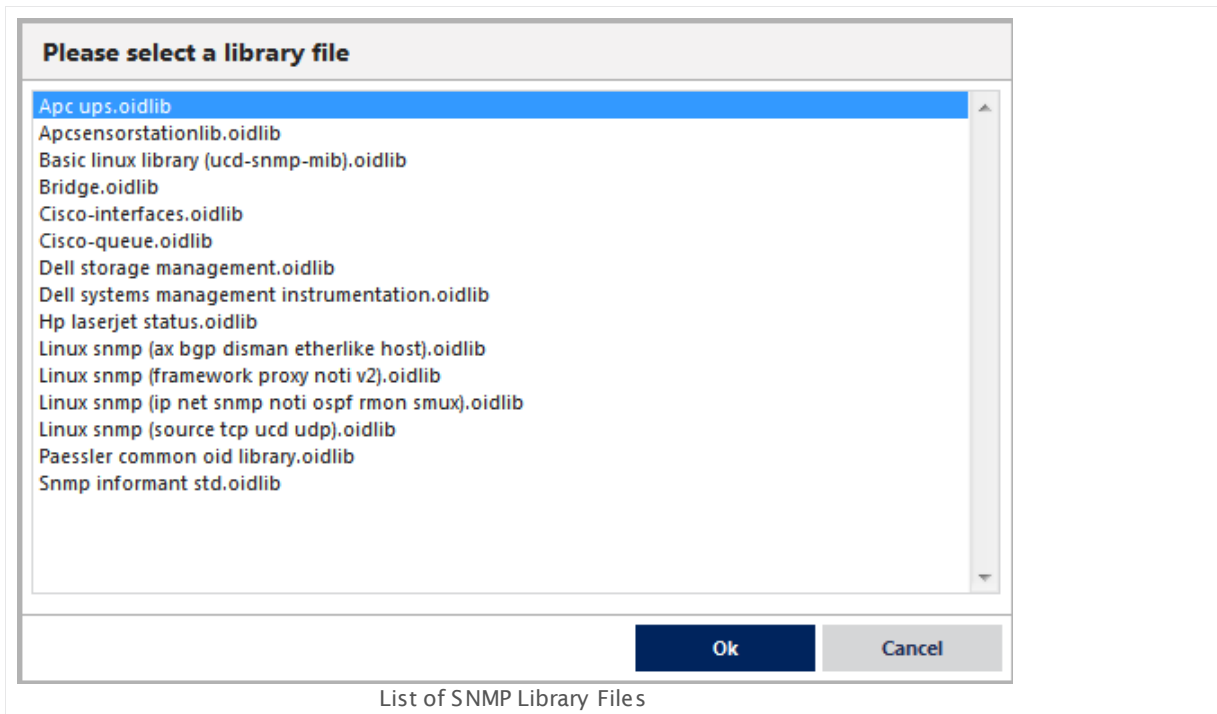 Please select a library file
Apc ups.oidlib
Apcsensorstationlib.oidlib
Basic linux library (ucd-snmp-mib).oidlib
Bridge.oidlib
Cisco-interfaces.oidlib
Cisco-queue.oidlib
Dell storage management.oidlib
Dell systems management instrumentation.oidlib
Hp laserjet status.oidlib
Linux snmp (ax bgp disman etherlike host).oidlib
Linux snmp (framework proxy noti v2).oidlib
Linux snmp (ip net snmp noti ospf rmon smux).oidlib
Linux snmp (source tcp ucd udp).oidlib
Paessler common oid library.oidlib
Snmp informant std.oidlib
Ok Cancel
List of SNMP Library Files